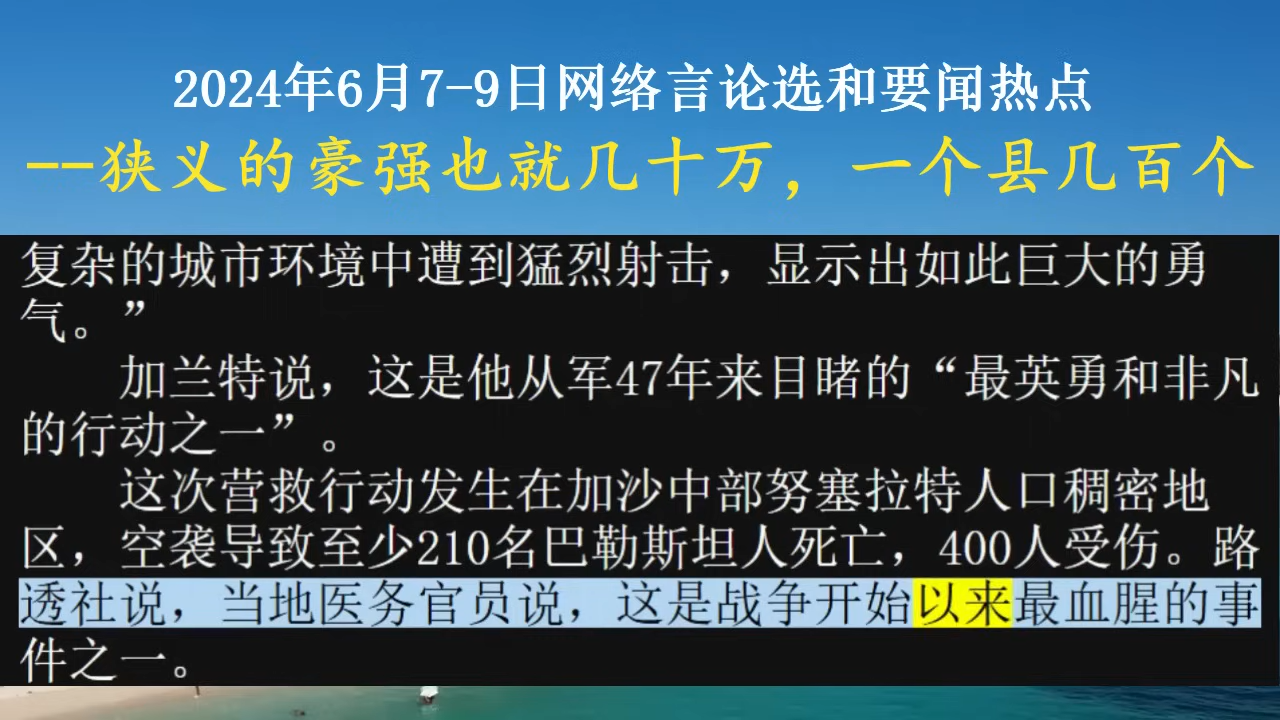 2024年6月7-9日网络言论选和要闻热点
--狭义的豪强也就几十万，一个县几百个
复杂的城市环境中遭到猛烈射击，显示出如此巨大的勇
气。”
加兰特说，这是他从军47年来目睹的“最英勇和非凡
的行动之一”。
这次营救行动发生在加沙中部努塞拉特人口稠密地
区，空袭导致至少210名巴勒斯坦人死亡，400人受伤。路
透社说，当地医务官员说，这是战争开始以来最血腥的事
件之一。